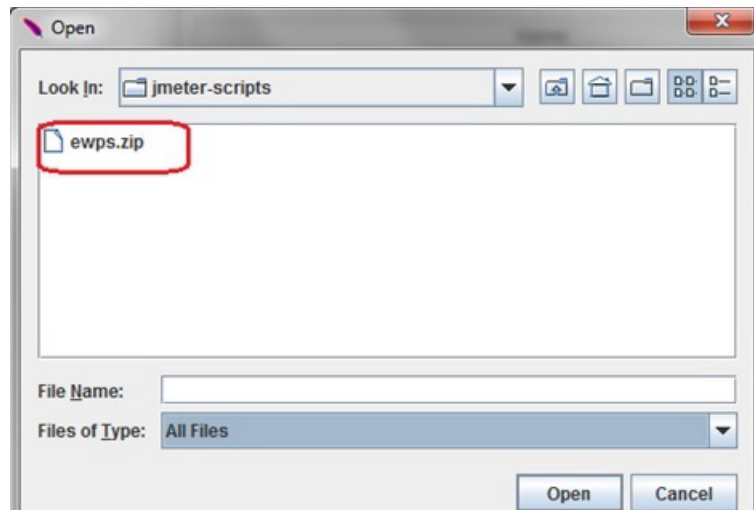 Open
Look In: jmeter-scripts
ewps.zip
File Name:
Files of Type: All Files
Open Cancel